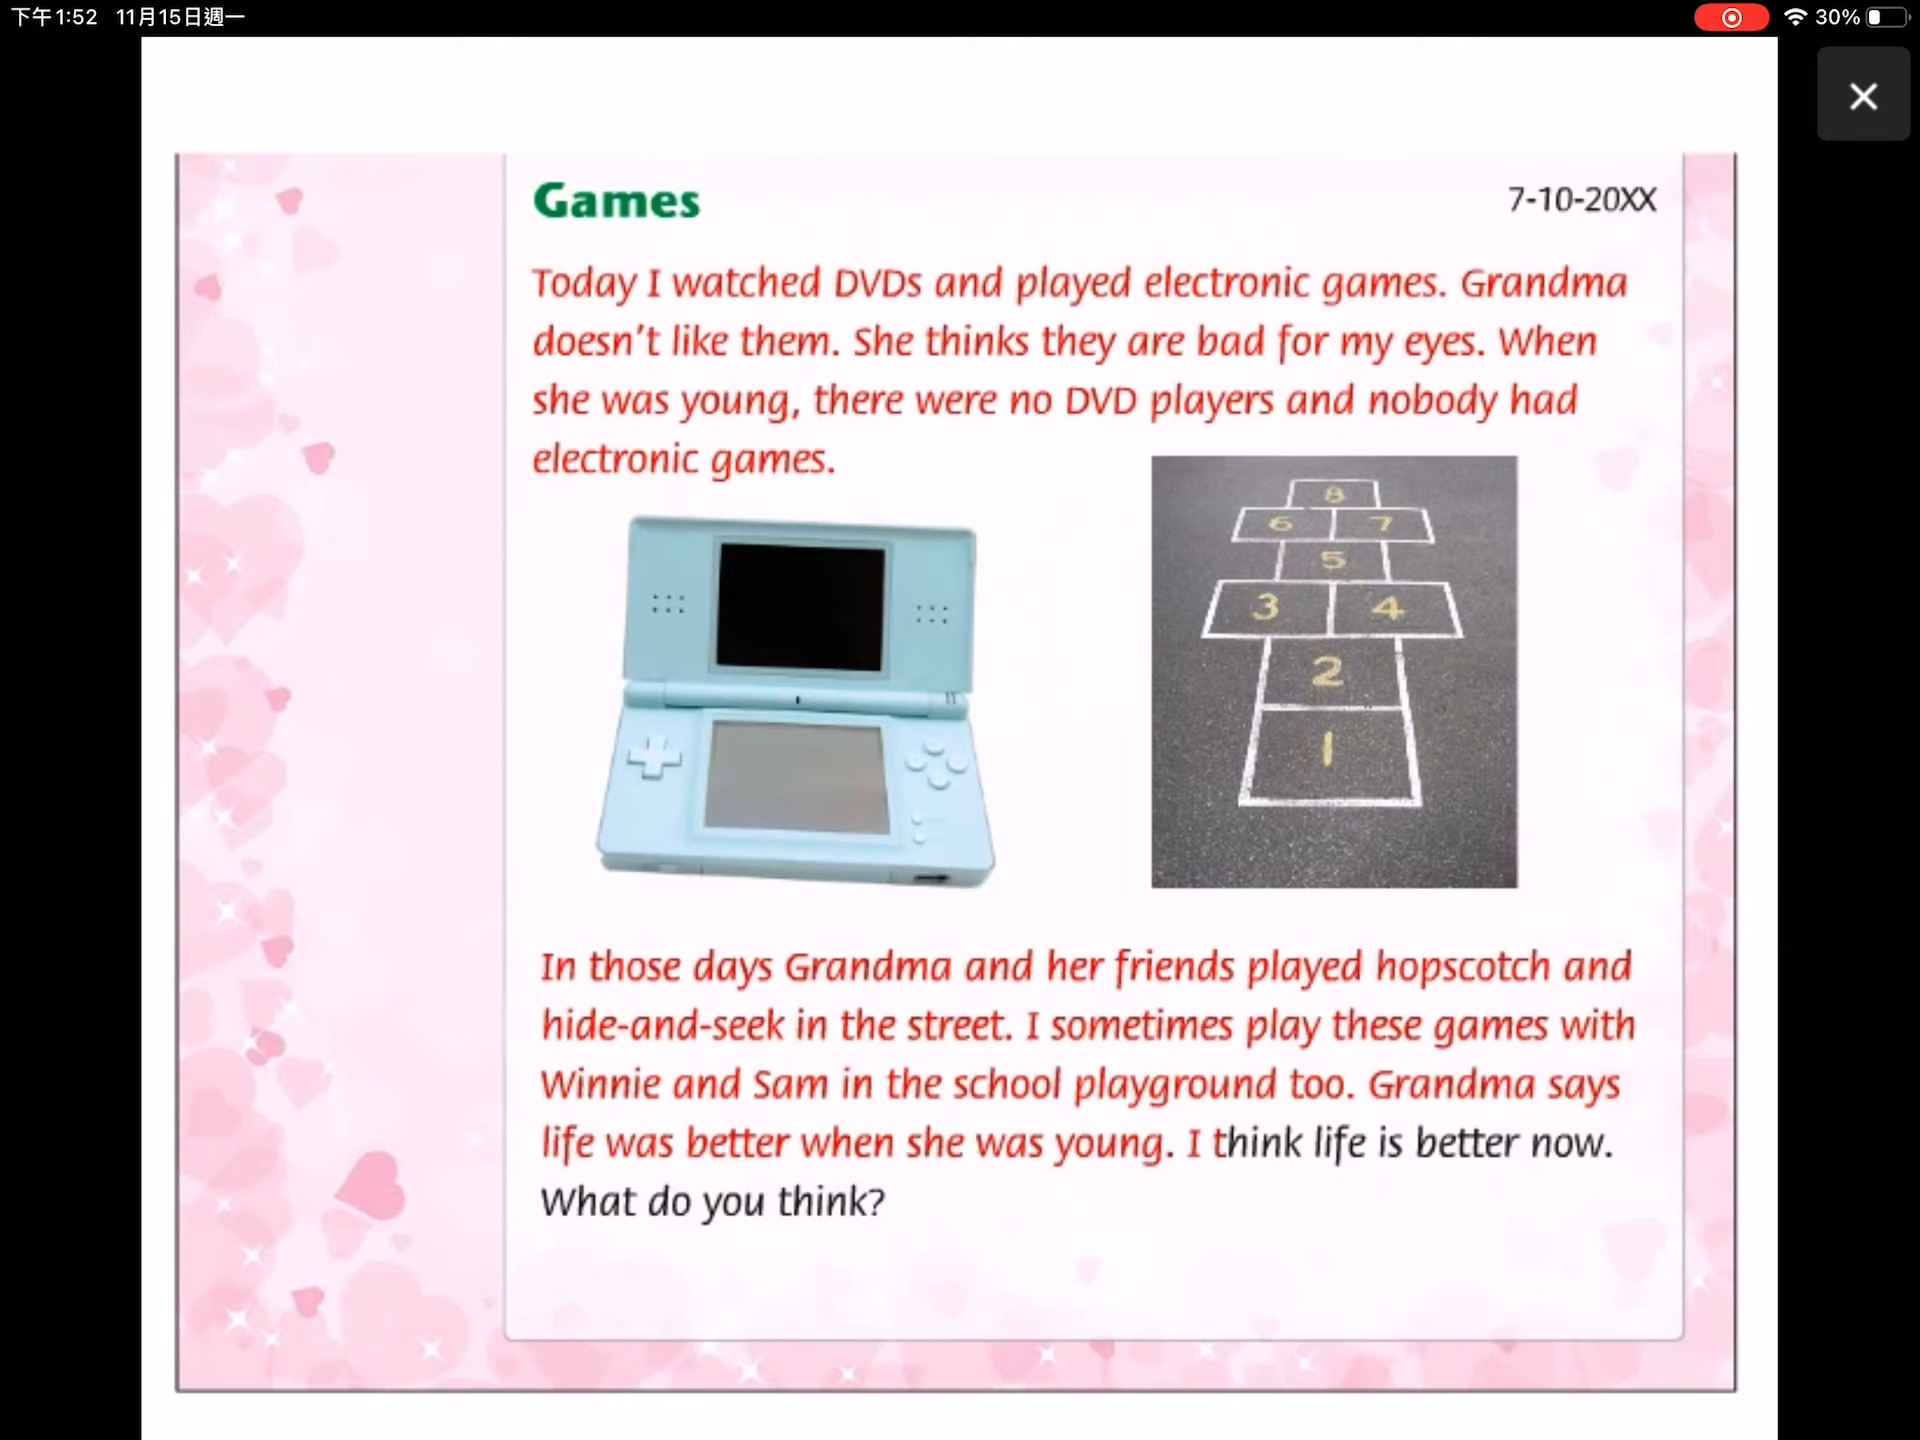 下午1:52 11月15日週一
30%
Games
7-10-20XX
Today I watched DVDs and played electronic games. Grandma
doesn't like them. She thinks they are bad for my eyes. When
she was young, there were no DVD players and nobody had
electronic games.
8
6 7
5
3 4
2
1
In those days Grandma and her friends played hopscotch and
hide-and-seek in the street. I sometimes play these games with
Winnie and Sam in the school playground too. Grandma says
life was better when she was young. I think life is better now.
What do you think?